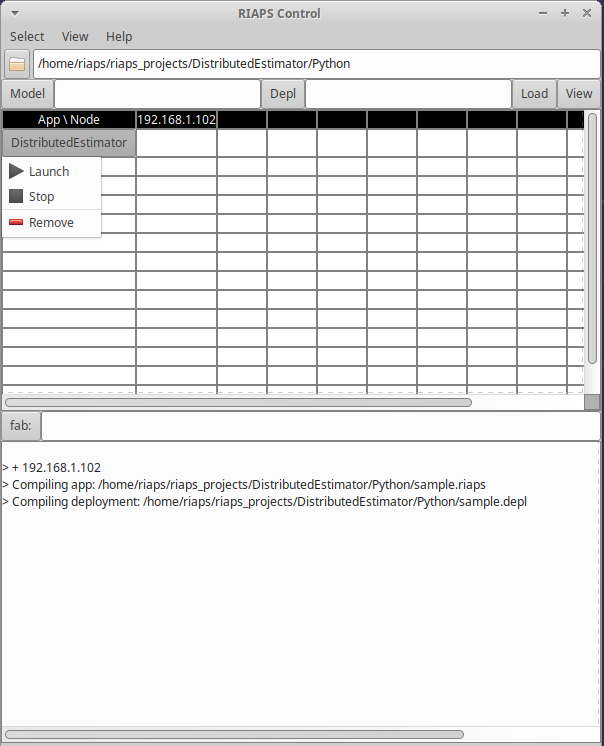 RIAPS Control
Select View Help
/home/riaps/riaps_projects/DistributedEstimator/Python
Model Depl Load View
App \ Node 192.168.1.102
DistributedEstimator
Launch
Stop
Remove
fab:
> + 192.168.1.102
> Compiling app: /home/riaps/riaps_projects/DistributedEstimator/Python/sample.riaps
> Compiling deployment: /home/riaps/riaps_projects/DistributedEstimator/Python/sample.depl